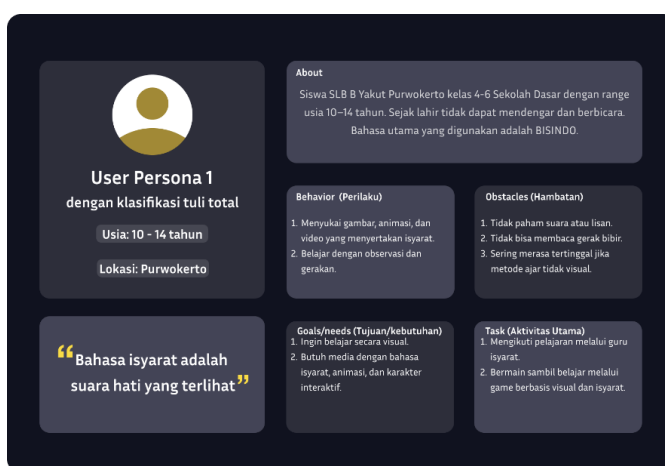 User Persona 1
dengan klasifikasi tuli total
Usia: 10 - 14 tahun
Lokasi: Purwokerto
“Bahasa isyarat adalah
suara hati yang terlihat”
About
Siswa SLB B Yakut Purwokerto kelas 4-6 Sekolah Dasar dengan range
usia 10–14 tahun. Sejak lahir tidak dapat mendengar dan berbicara.
Bahasa utama yang digunakan adalah BISINDO.
Behavior (Perilaku)
1. Menyukai gambar, animasi, dan
video yang menyertakan isyarat.
2. Belajar dengan observasi dan
gerakan.
Obstacles (Hambatan)
1. Tidak paham suara atau lisan.
2. Tidak bisa membaca gerak bibir.
3. Sering merasa tertinggal jika
metode ajar tidak visual.
Goals/needs (Tujuan/kebutuhan)
1. Ingin belajar secara visual.
2. Butuh media dengan bahasa
isyarat, animasi, dan karakter
interaktif.
Task (Aktivitas Utama)
1. Mengikuti pelajaran melalui guru
isyarat.
2. Bermain sambil belajar melalui
game berbasis visual dan isyarat.